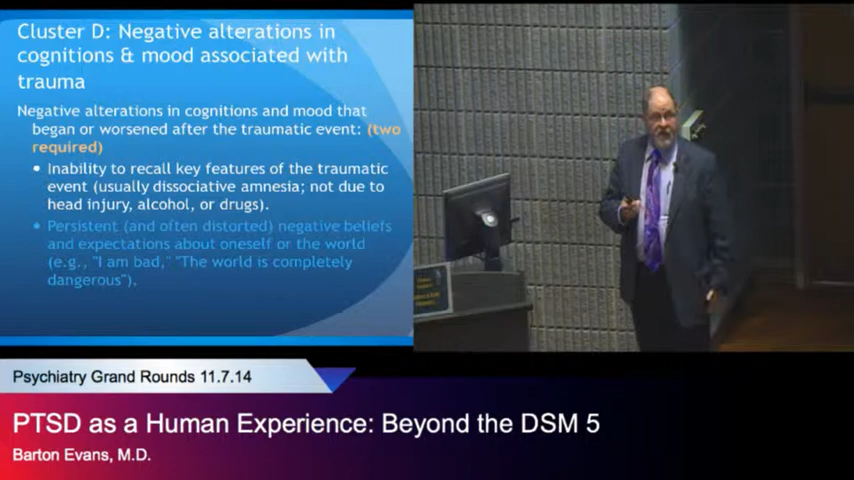 Cluster D: Negative alterations in
cognitions & mood associated with
trauma
Negative alterations in cognitions and mood that
began or worsened after the traumatic event: (two
required)
• Inability to recall key features of the traumatic
event (usually dissociative amnesia; not due to
head injury, alcohol, or drugs).
• Persistent (and often distorted) negative beliefs
and expectations about oneself or the world
(e.g., "I am bad," "The world is completely
dangerous").
Psychiatry Grand Rounds 11.7.14
PTSD as a Human Experience: Beyond the DSM 5
Barton Evans, M.D.